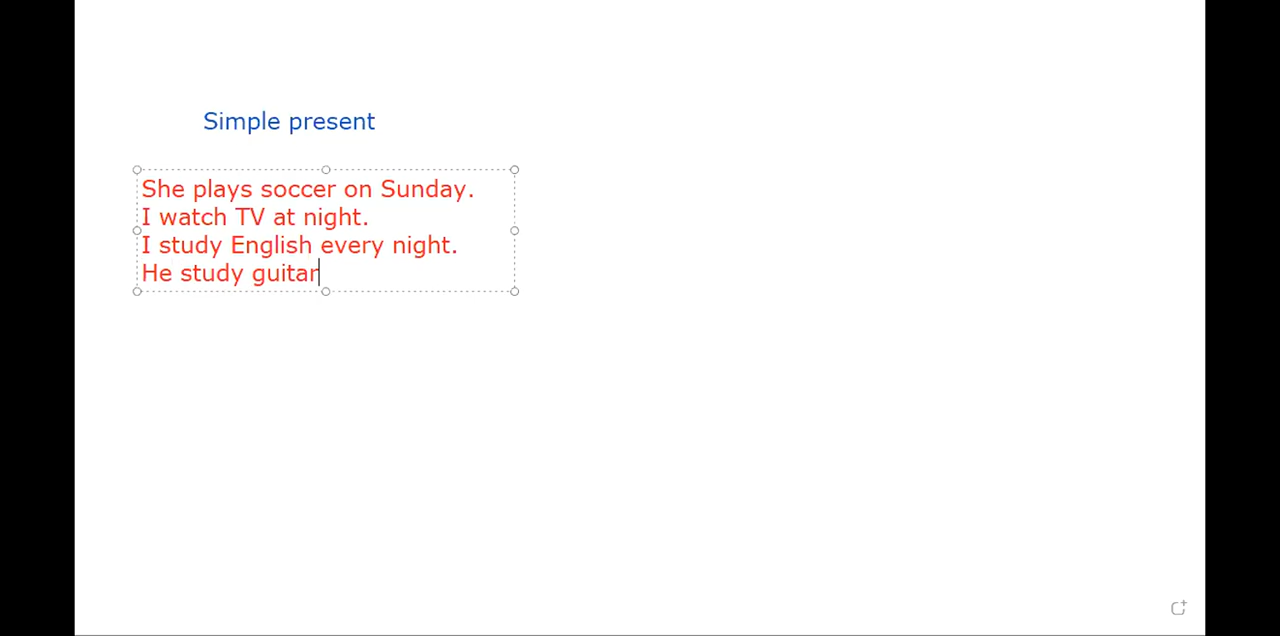 Simple present
She plays soccer on Sunday.
I watch TV at night.
I study English every night.
He study guitar